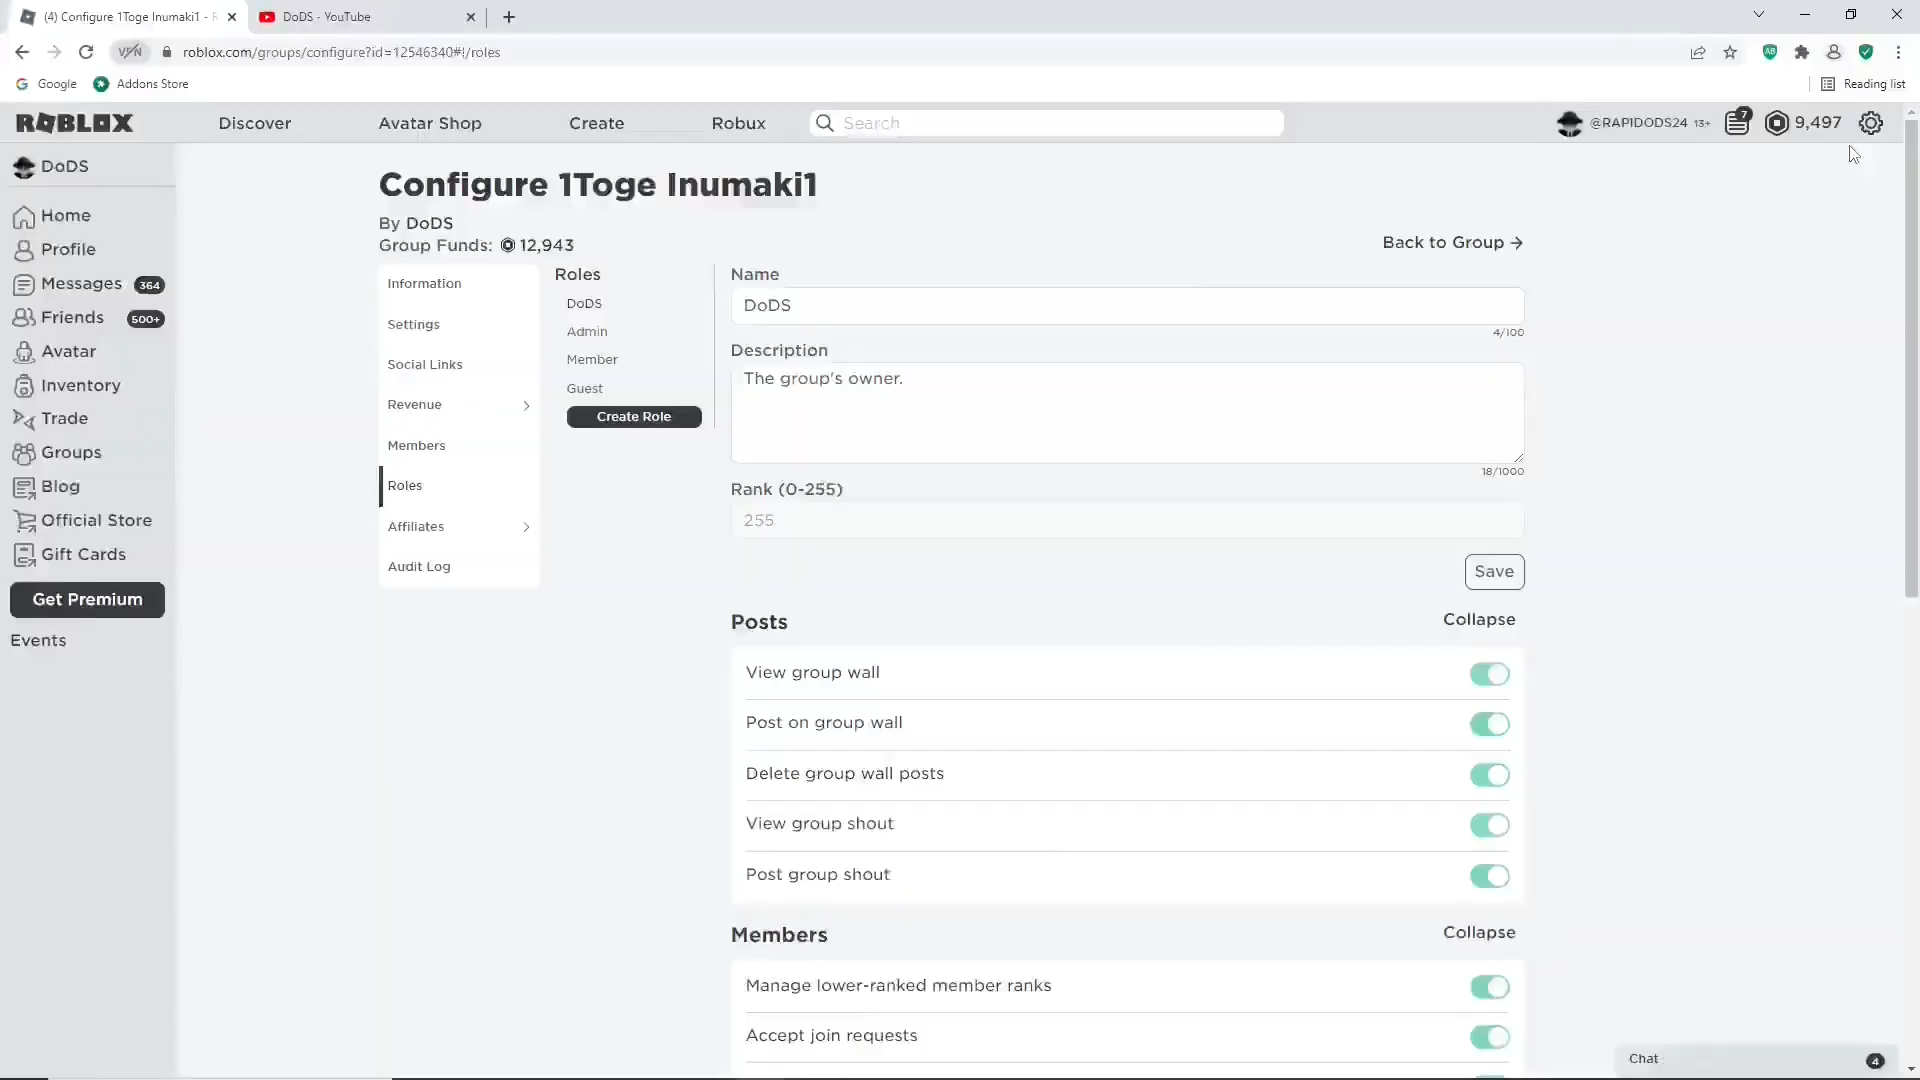 (4) Configure 1Toge Inumaki1 -
DoDS - YouTube
VPN
roblox.com/groups/configure?id=12546340#!/roles
Google
Addons Store
Reading list
ROBLOX
Discover
Avatar Shop
Create
Robux
Search
@RAPIDODS24 13+
7
9,497
DoDS
Home
Profile
Messages 364
Friends 500+
Avatar
Inventory
Trade
Groups
Blog
Official Store
Gift Cards
Get Premium
Events
Configure 1Toge Inumaki1
By DoDS
Group Funds: 12,943
Back to Group →
Information
Settings
Social Links
Revenue
Members
Roles
Affiliates
Audit Log
Roles
DoDS
Admin
Member
Guest
Create Role
Name
DoDS
4/100
Description
The group's owner.
18/1000
Rank (0-255)
255
Save
Posts
Collapse
View group wall
Post on group wall
Delete group wall posts
View group shout
Post group shout
Members
Collapse
Manage lower-ranked member ranks
Accept join requests
Chat
4